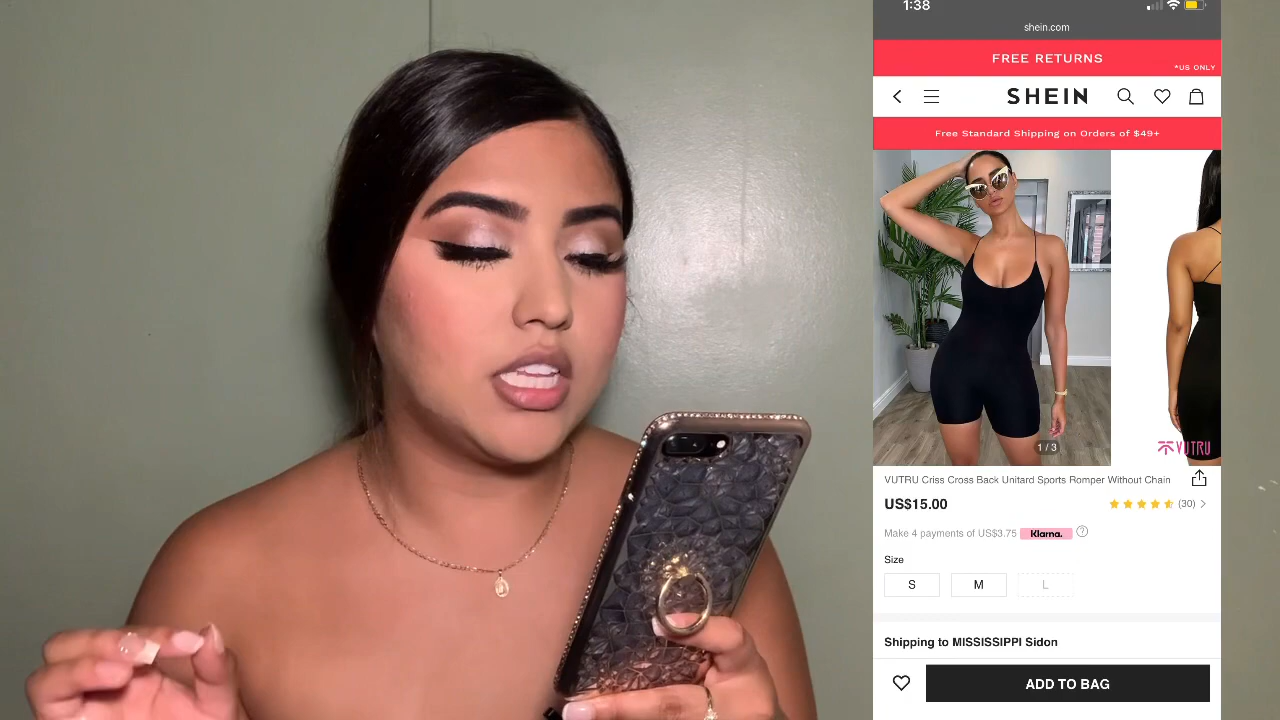 1:38
shein.com
FREE RETURNS
*US ONLY
SHEIN
Free Standard Shipping on Orders of $49+
1 / 3
VUTRU
VUTRU Criss Cross Back Unitard Sports Romper Without Chain
US$15.00
(30)
Make 4 payments of US$3.75 Klarna. ?
Size
S M L
Shipping to MISSISSIPPI Sidon
ADD TO BAG